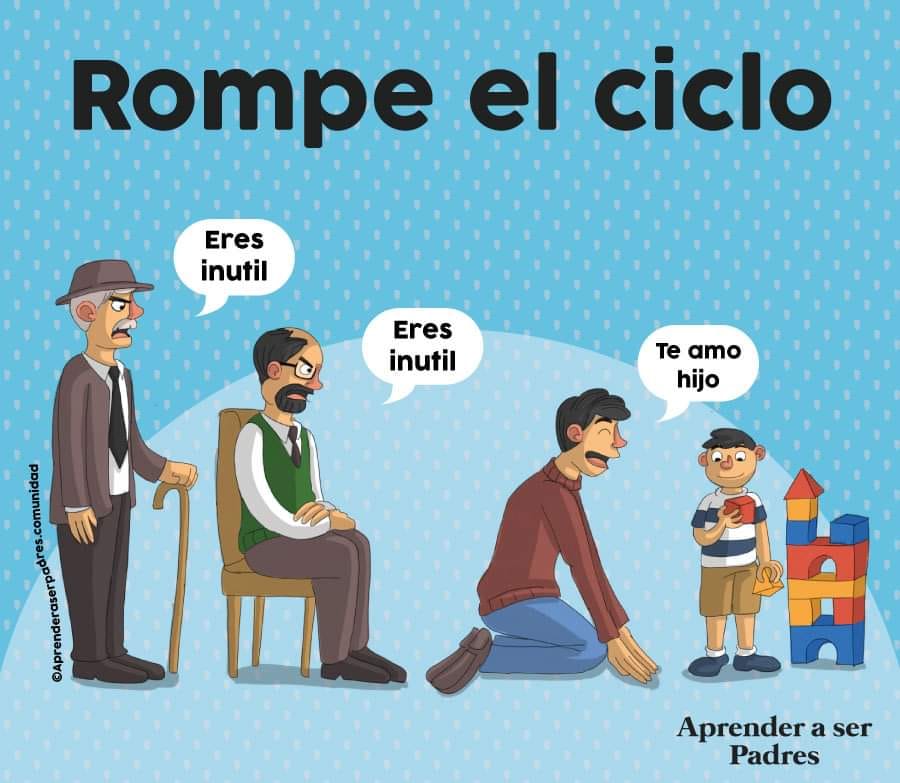 Rompe el ciclo
Eres
inutil
Eres
inutil
Te amo
hijo
©Aprenderaserpadres.comunidad
Aprender a ser
Padres